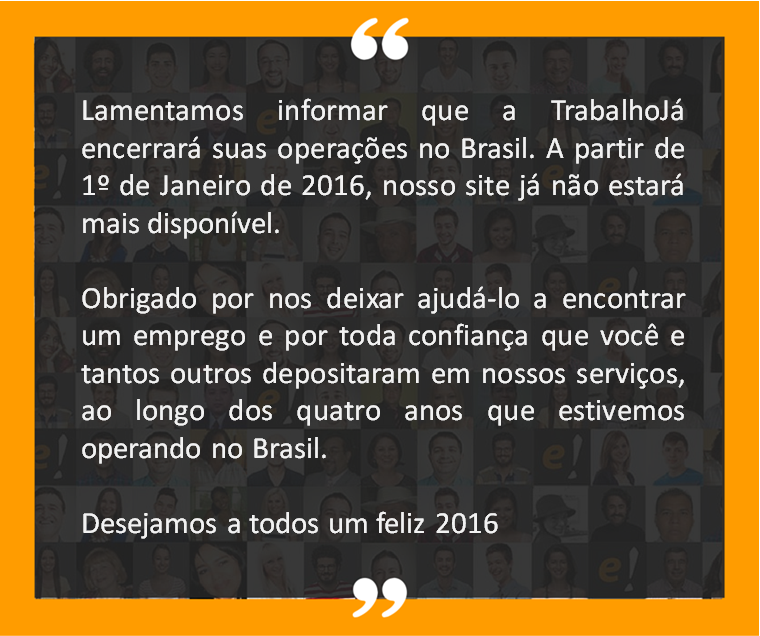 Lamentamos informar que a TrabalhoJá
encerrará suas operações no Brasil. A partir de
1º de Janeiro de 2016, nosso site já não estará
mais disponível.
Obrigado por nos deixar ajudá-lo a encontrar
um emprego e por toda confiança que você e
tantos outros depositaram em nossos serviços,
ao longo dos quatro anos que estivemos
operando no Brasil.
Desejamos a todos um feliz 2016